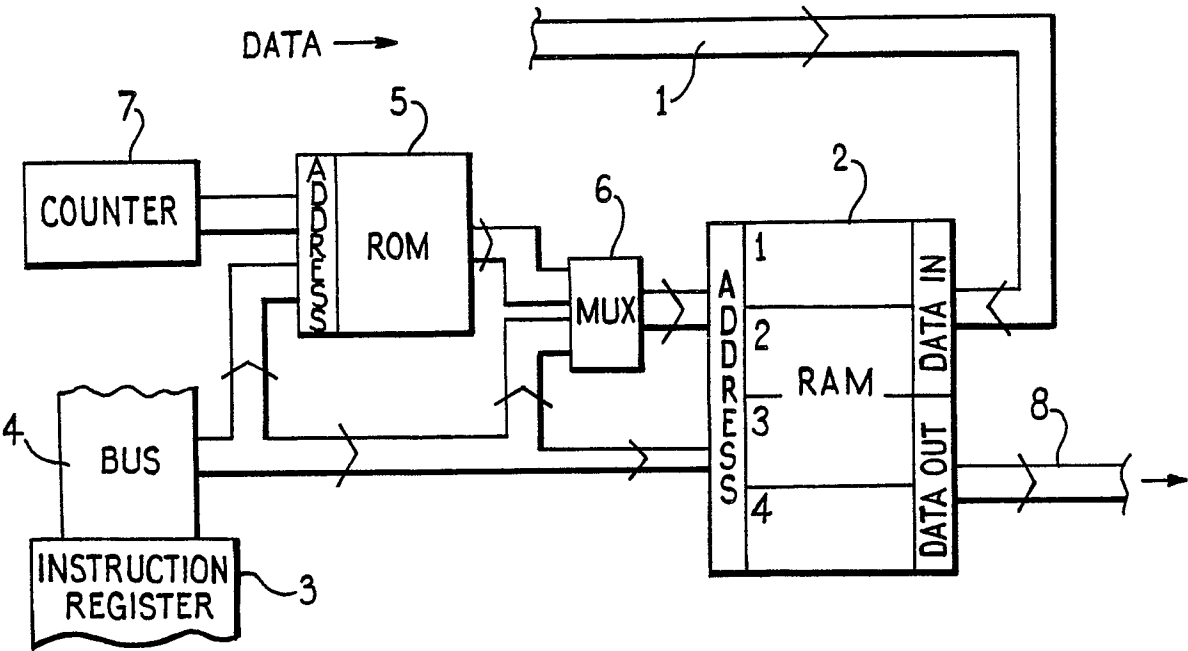 DATA
1
7
5
2
6
COUNTER
ADDRESS
ROM
MUX
ADDRESS
1
2
3
4
RAM
DATA IN
DATA OUT
8
4
BUS
INSTRUCTION
REGISTER
3